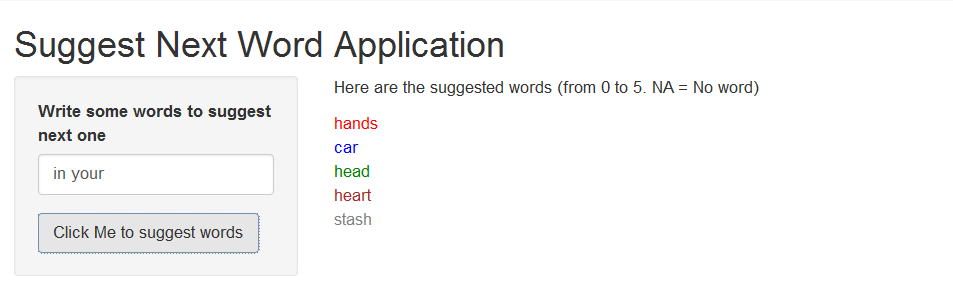 Suggest Next Word Application
Write some words to suggest
next one
in your
Click Me to suggest words
Here are the suggested words (from 0 to 5. NA = No word)
hands
car
head
heart
stash